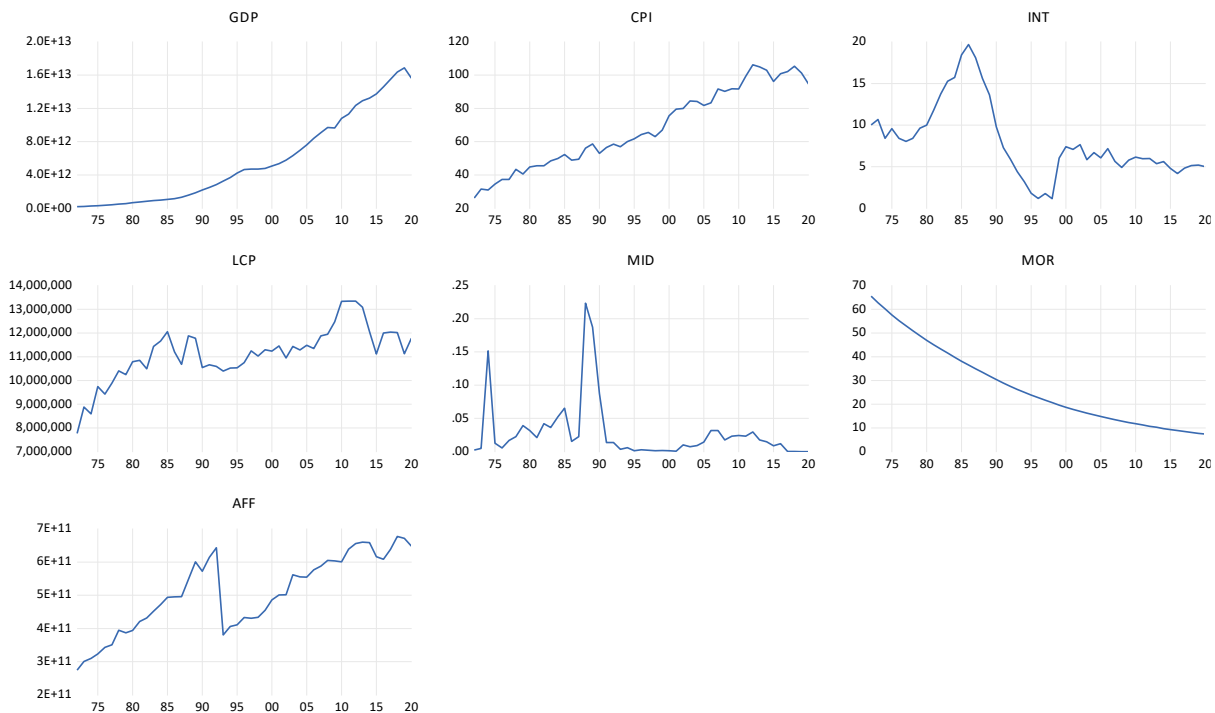 GDP
2.0E+13
1.6E+13
1.2E+13
8.0E+12
4.0E+12
0.0E+00
75 80 85 90 95 00 05 10 15 20
CPI
120
100
80
60
40
20
75 80 85 90 95 00 05 10 15 20
INT
20
15
10
5
0
75 80 85 90 95 00 05 10 15 20
LCP
14,000,000
13,000,000
12,000,000
11,000,000
10,000,000
9,000,000
8,000,000
7,000,000
75 80 85 90 95 00 05 10 15 20
MID
.25
.20
.15
.10
.05
.00
75 80 85 90 95 00 05 10 15 20
MOR
70
60
50
40
30
20
10
0
75 80 85 90 95 00 05 10 15 20
AFF
7E+11
6E+11
5E+11
4E+11
3E+11
2E+11
75 80 85 90 95 00 05 10 15 20